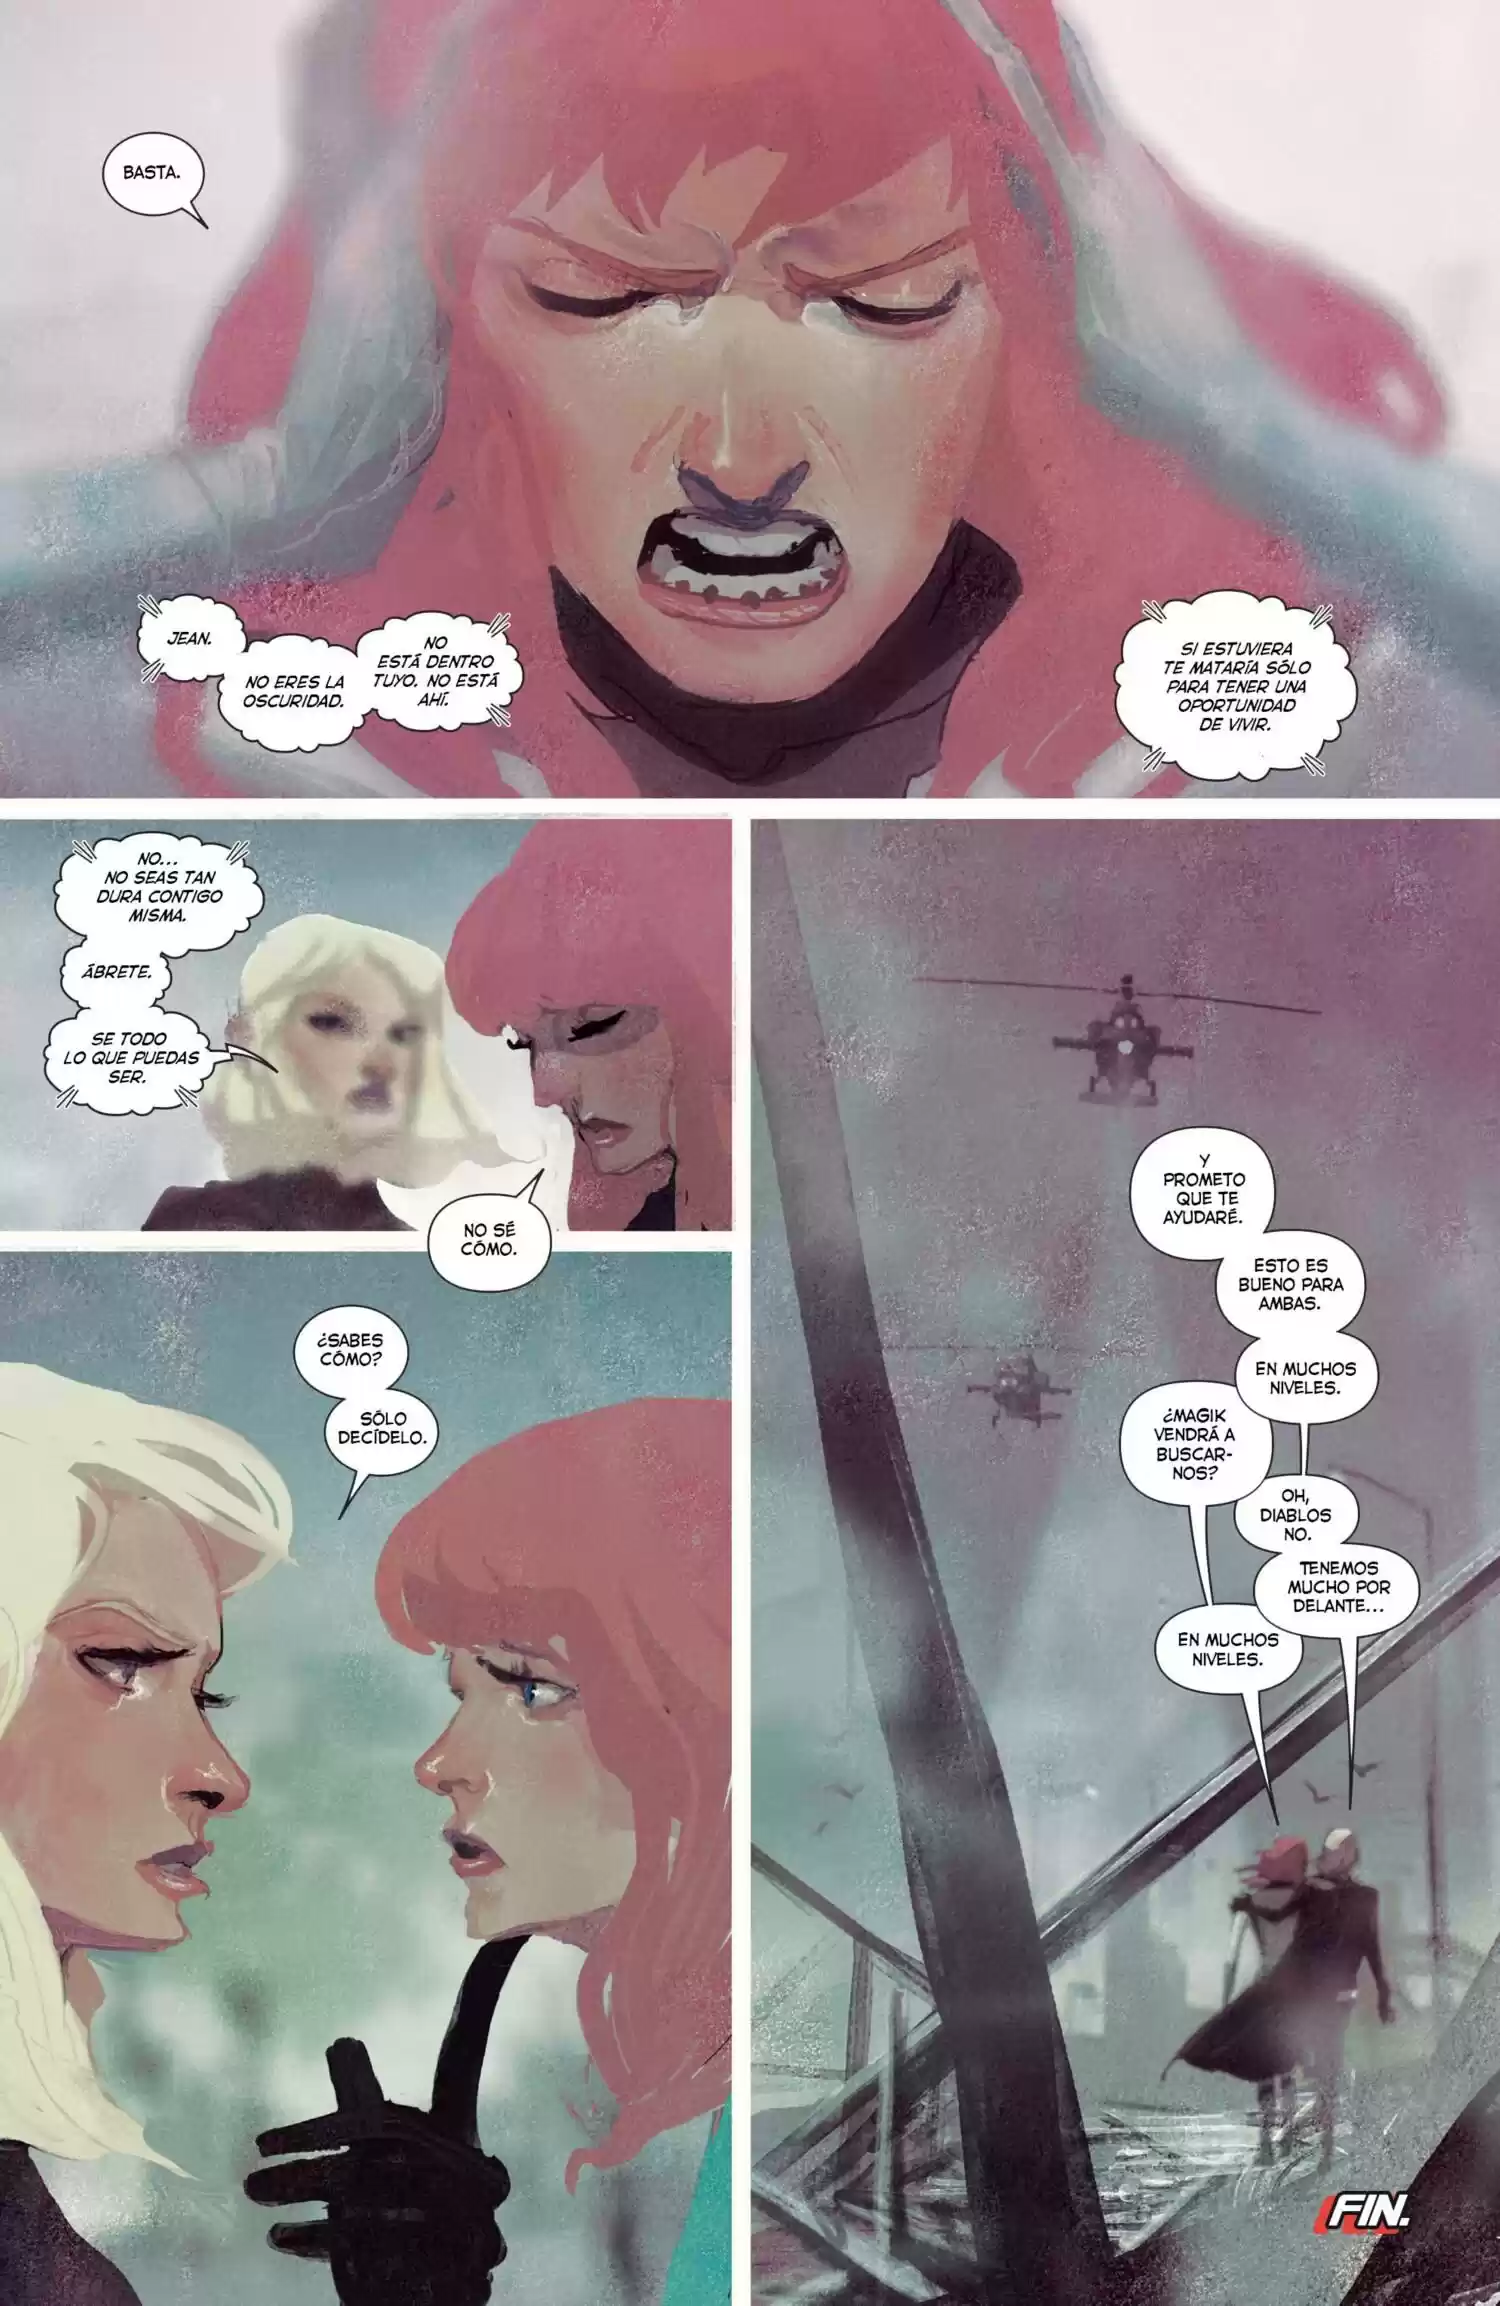 BASTA.
JEAN.
NO ERES LA
OSCURIDAD.
NO
ESTÁ DENTRO
TUYO. NO ESTÁ
AHÍ.
SI ESTUVIERA
TE MATARÍA SÓLO
PARA TENER UNA
OPORTUNIDAD
DE VIVIR.
NO...
NO SEAS TAN
DURA CONTIGO
MISMA.
ÁBRETE.
SE TODO
LO QUE PUEDAS
SER.
NO SÉ
CÓMO.
¿SABES
CÓMO?
SÓLO
DECÍDELO.
Y
PROMETO
QUE TE
AYUDARÉ.
ESTO ES
BUENO PARA
AMBAS.
EN MUCHOS
NIVELES.
¿MAGIK
VENDRÁ A
BUSCAR-
NOS?
OH,
DIABLOS
NO.
TENEMOS
MUCHO POR
DELANTE...
EN MUCHOS
NIVELES.
FIN.